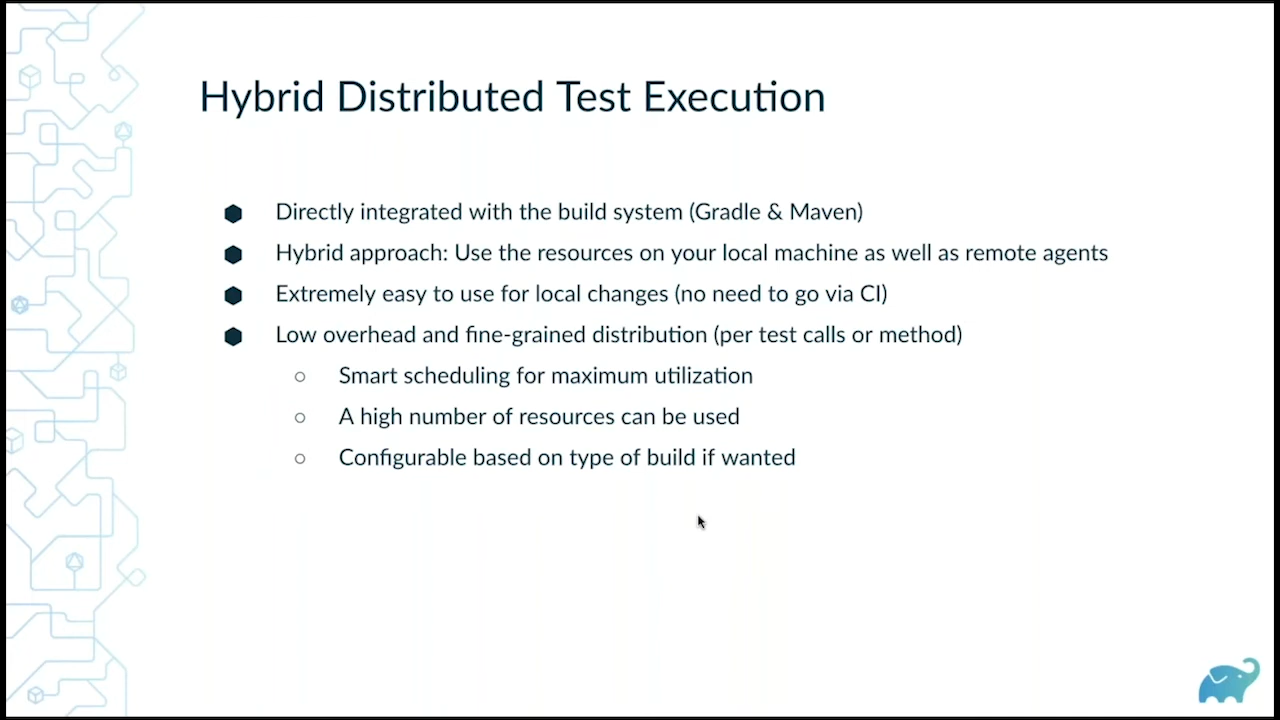 Hybrid Distributed Test Execution
Directly integrated with the build system (Gradle & Maven)
Hybrid approach: Use the resources on your local machine as well as remote agents
Extremely easy to use for local changes (no need to go via CI)
Low overhead and fine-grained distribution (per test calls or method)
Smart scheduling for maximum utilization
A high number of resources can be used
Configurable based on type of build if wanted